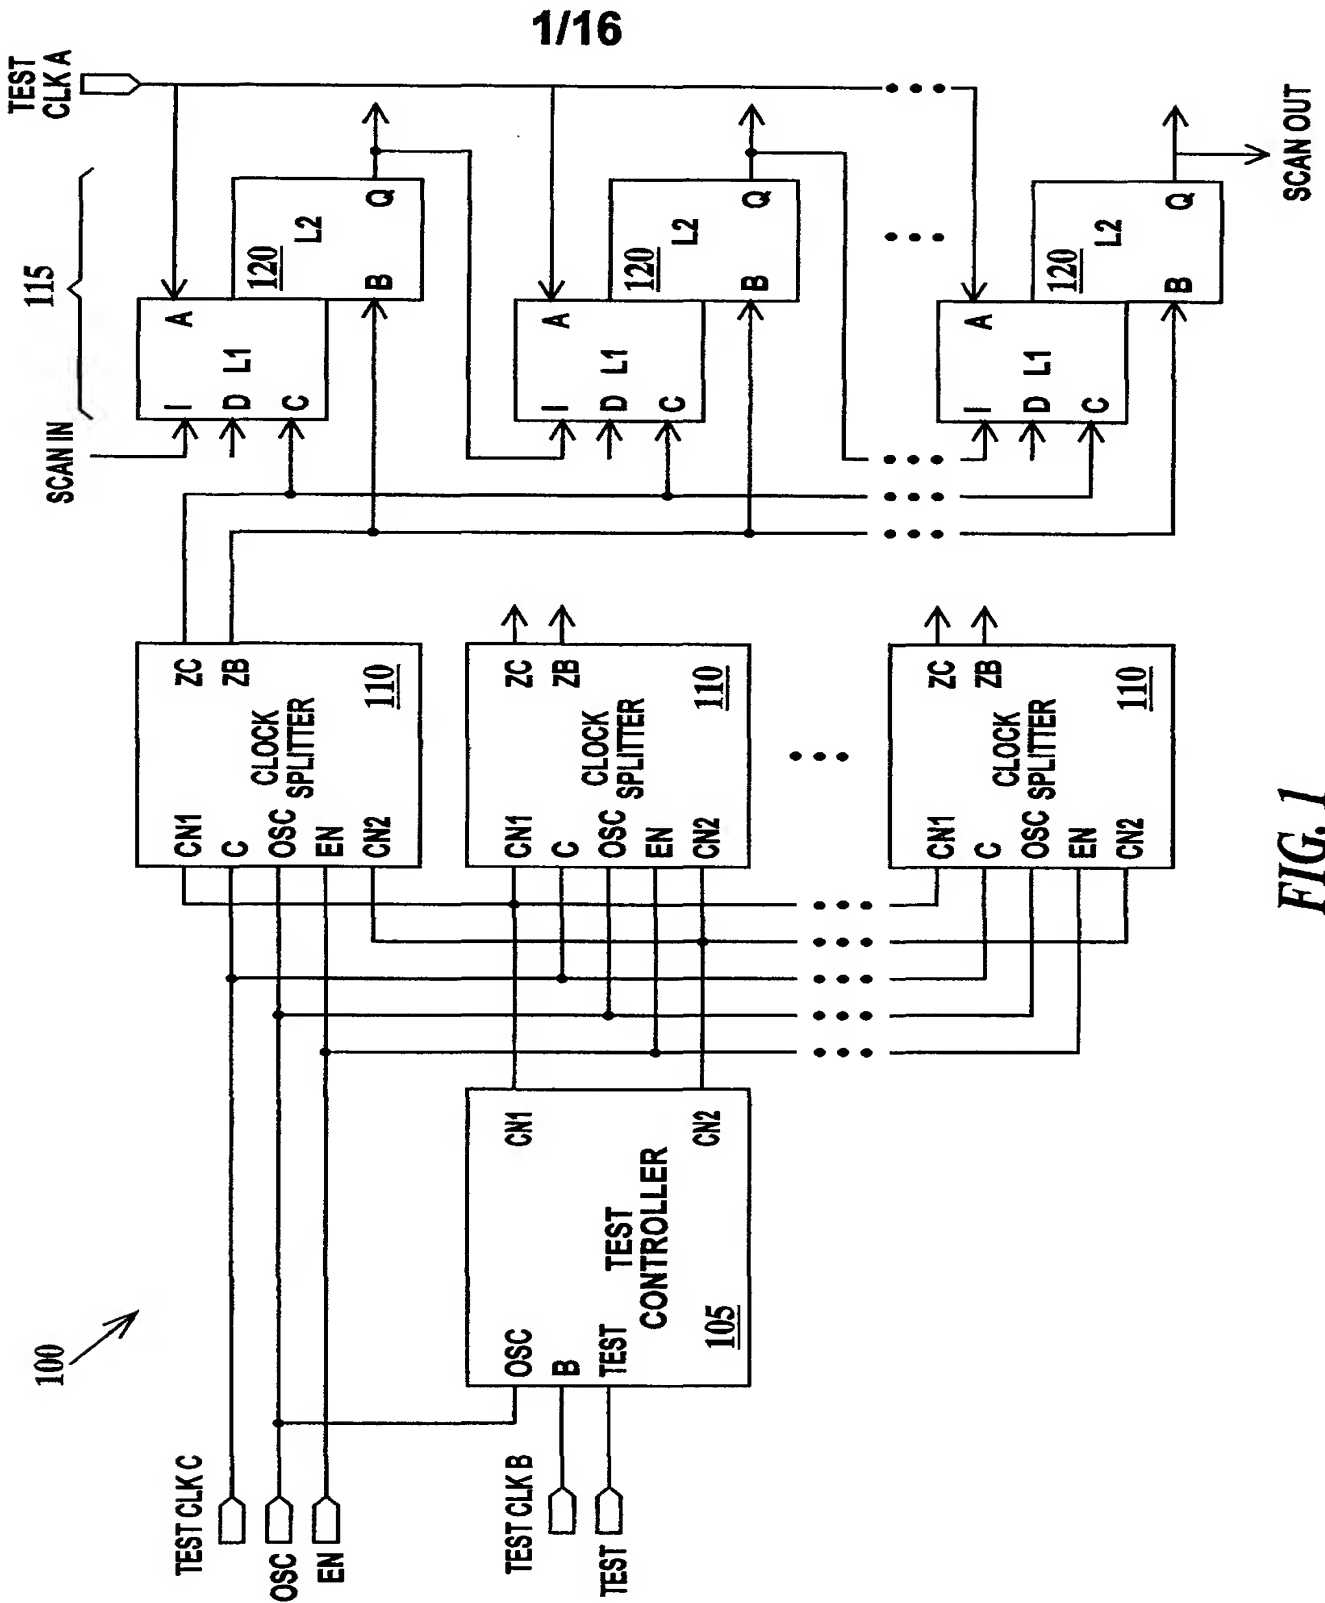 1/16
TEST
CLK A
115
SCAN IN
I
D
C
A
L1
120
L2
B
Q
I
D
C
A
L1
120
L2
B
Q
I
D
C
A
L1
120
L2
B
Q
SCAN OUT
CN1
C
OSC
EN
CN2
CLOCK
SPLITTER
ZC
ZB
110
CN1
C
OSC
EN
CN2
CLOCK
SPLITTER
ZC
ZB
110
CN1
C
OSC
EN
CN2
CLOCK
SPLITTER
ZC
ZB
110
100
OSC
B
TEST
TEST
CONTROLLER
105
CN1
CN2
TEST CLK C
OSC
EN
TEST CLK B
TEST
FIG. 1